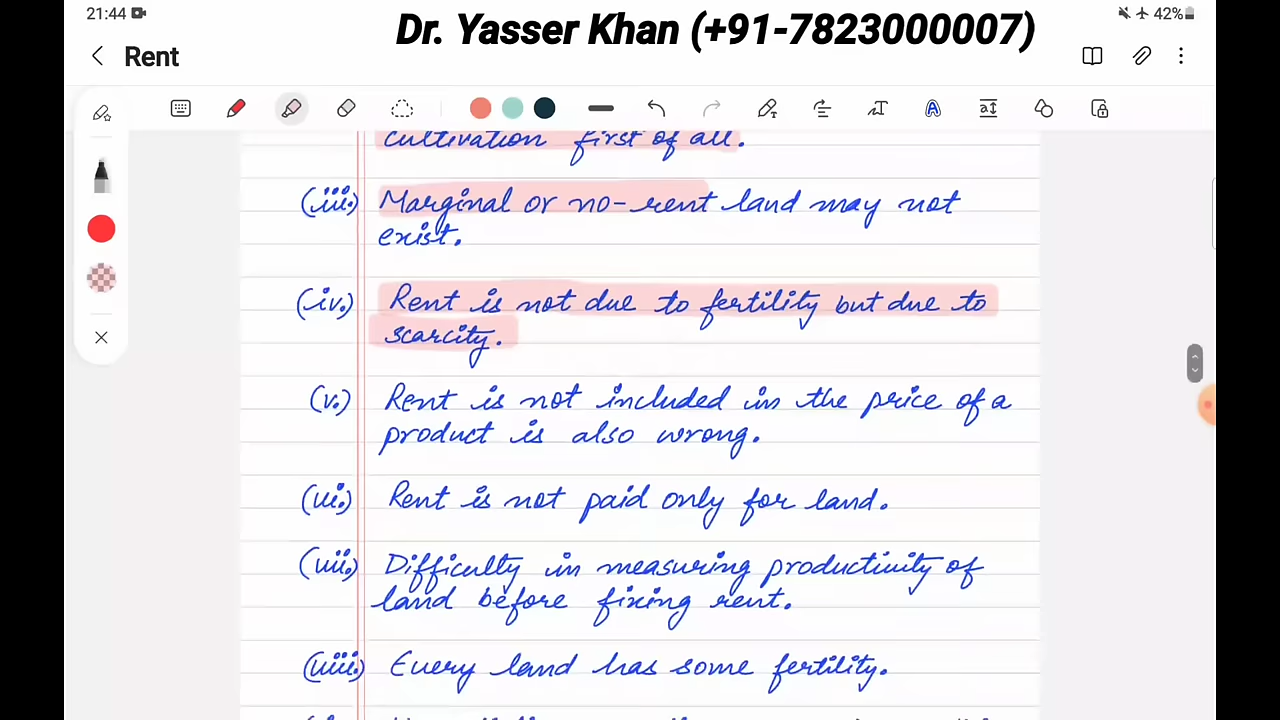 21:44
Dr. Yasser Khan (+91-7823000007)
42%
Rent
cultivation first of all.
(iii.) Marginal or no-rent land may not
exist.
(iv.) Rent is not due to fertility but due to
scarcity.
(v.) Rent is not included in the price of a
product is also wrong.
(vi.) Rent is not paid only for land.
(vii.) Difficulty in measuring productivity of
land before fixing rent.
(viii.) Every land has some fertility.